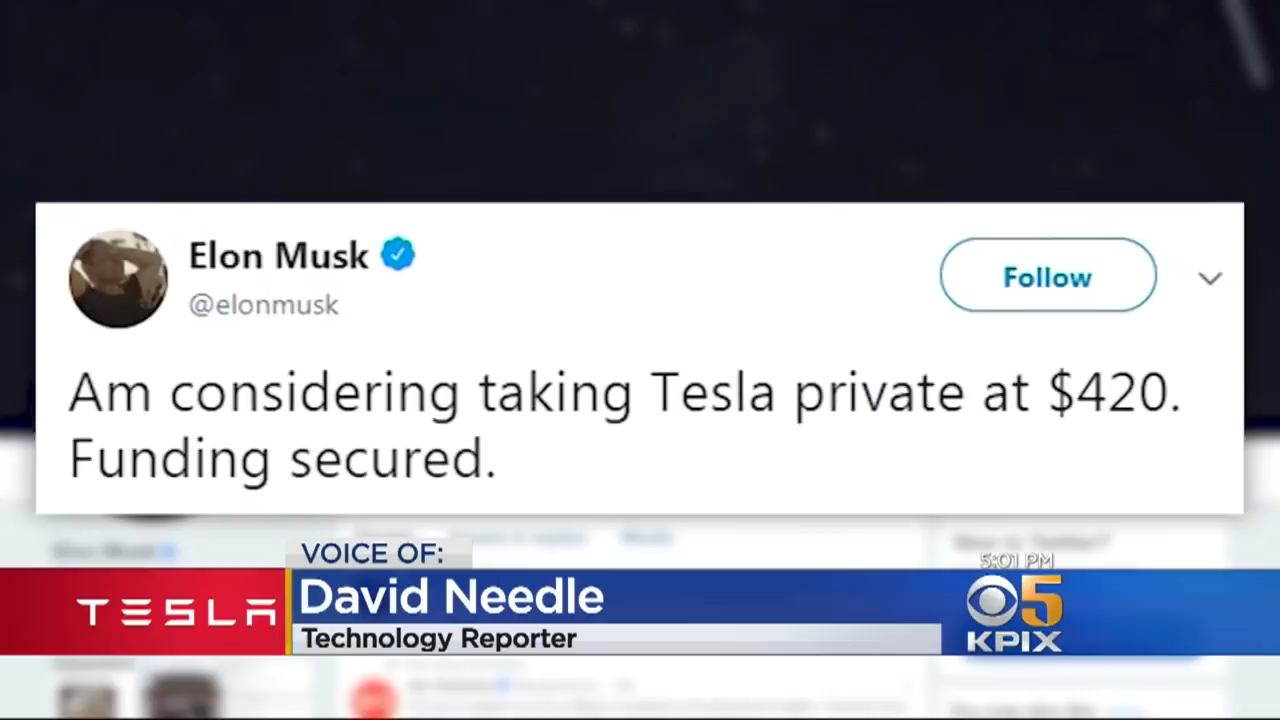 Elon Musk
@elonmusk
Follow
Am considering taking Tesla private at $420.
Funding secured.
VOICE OF:
David Needle
Technology Reporter
TESLA
5:01 PM
5
KPIX